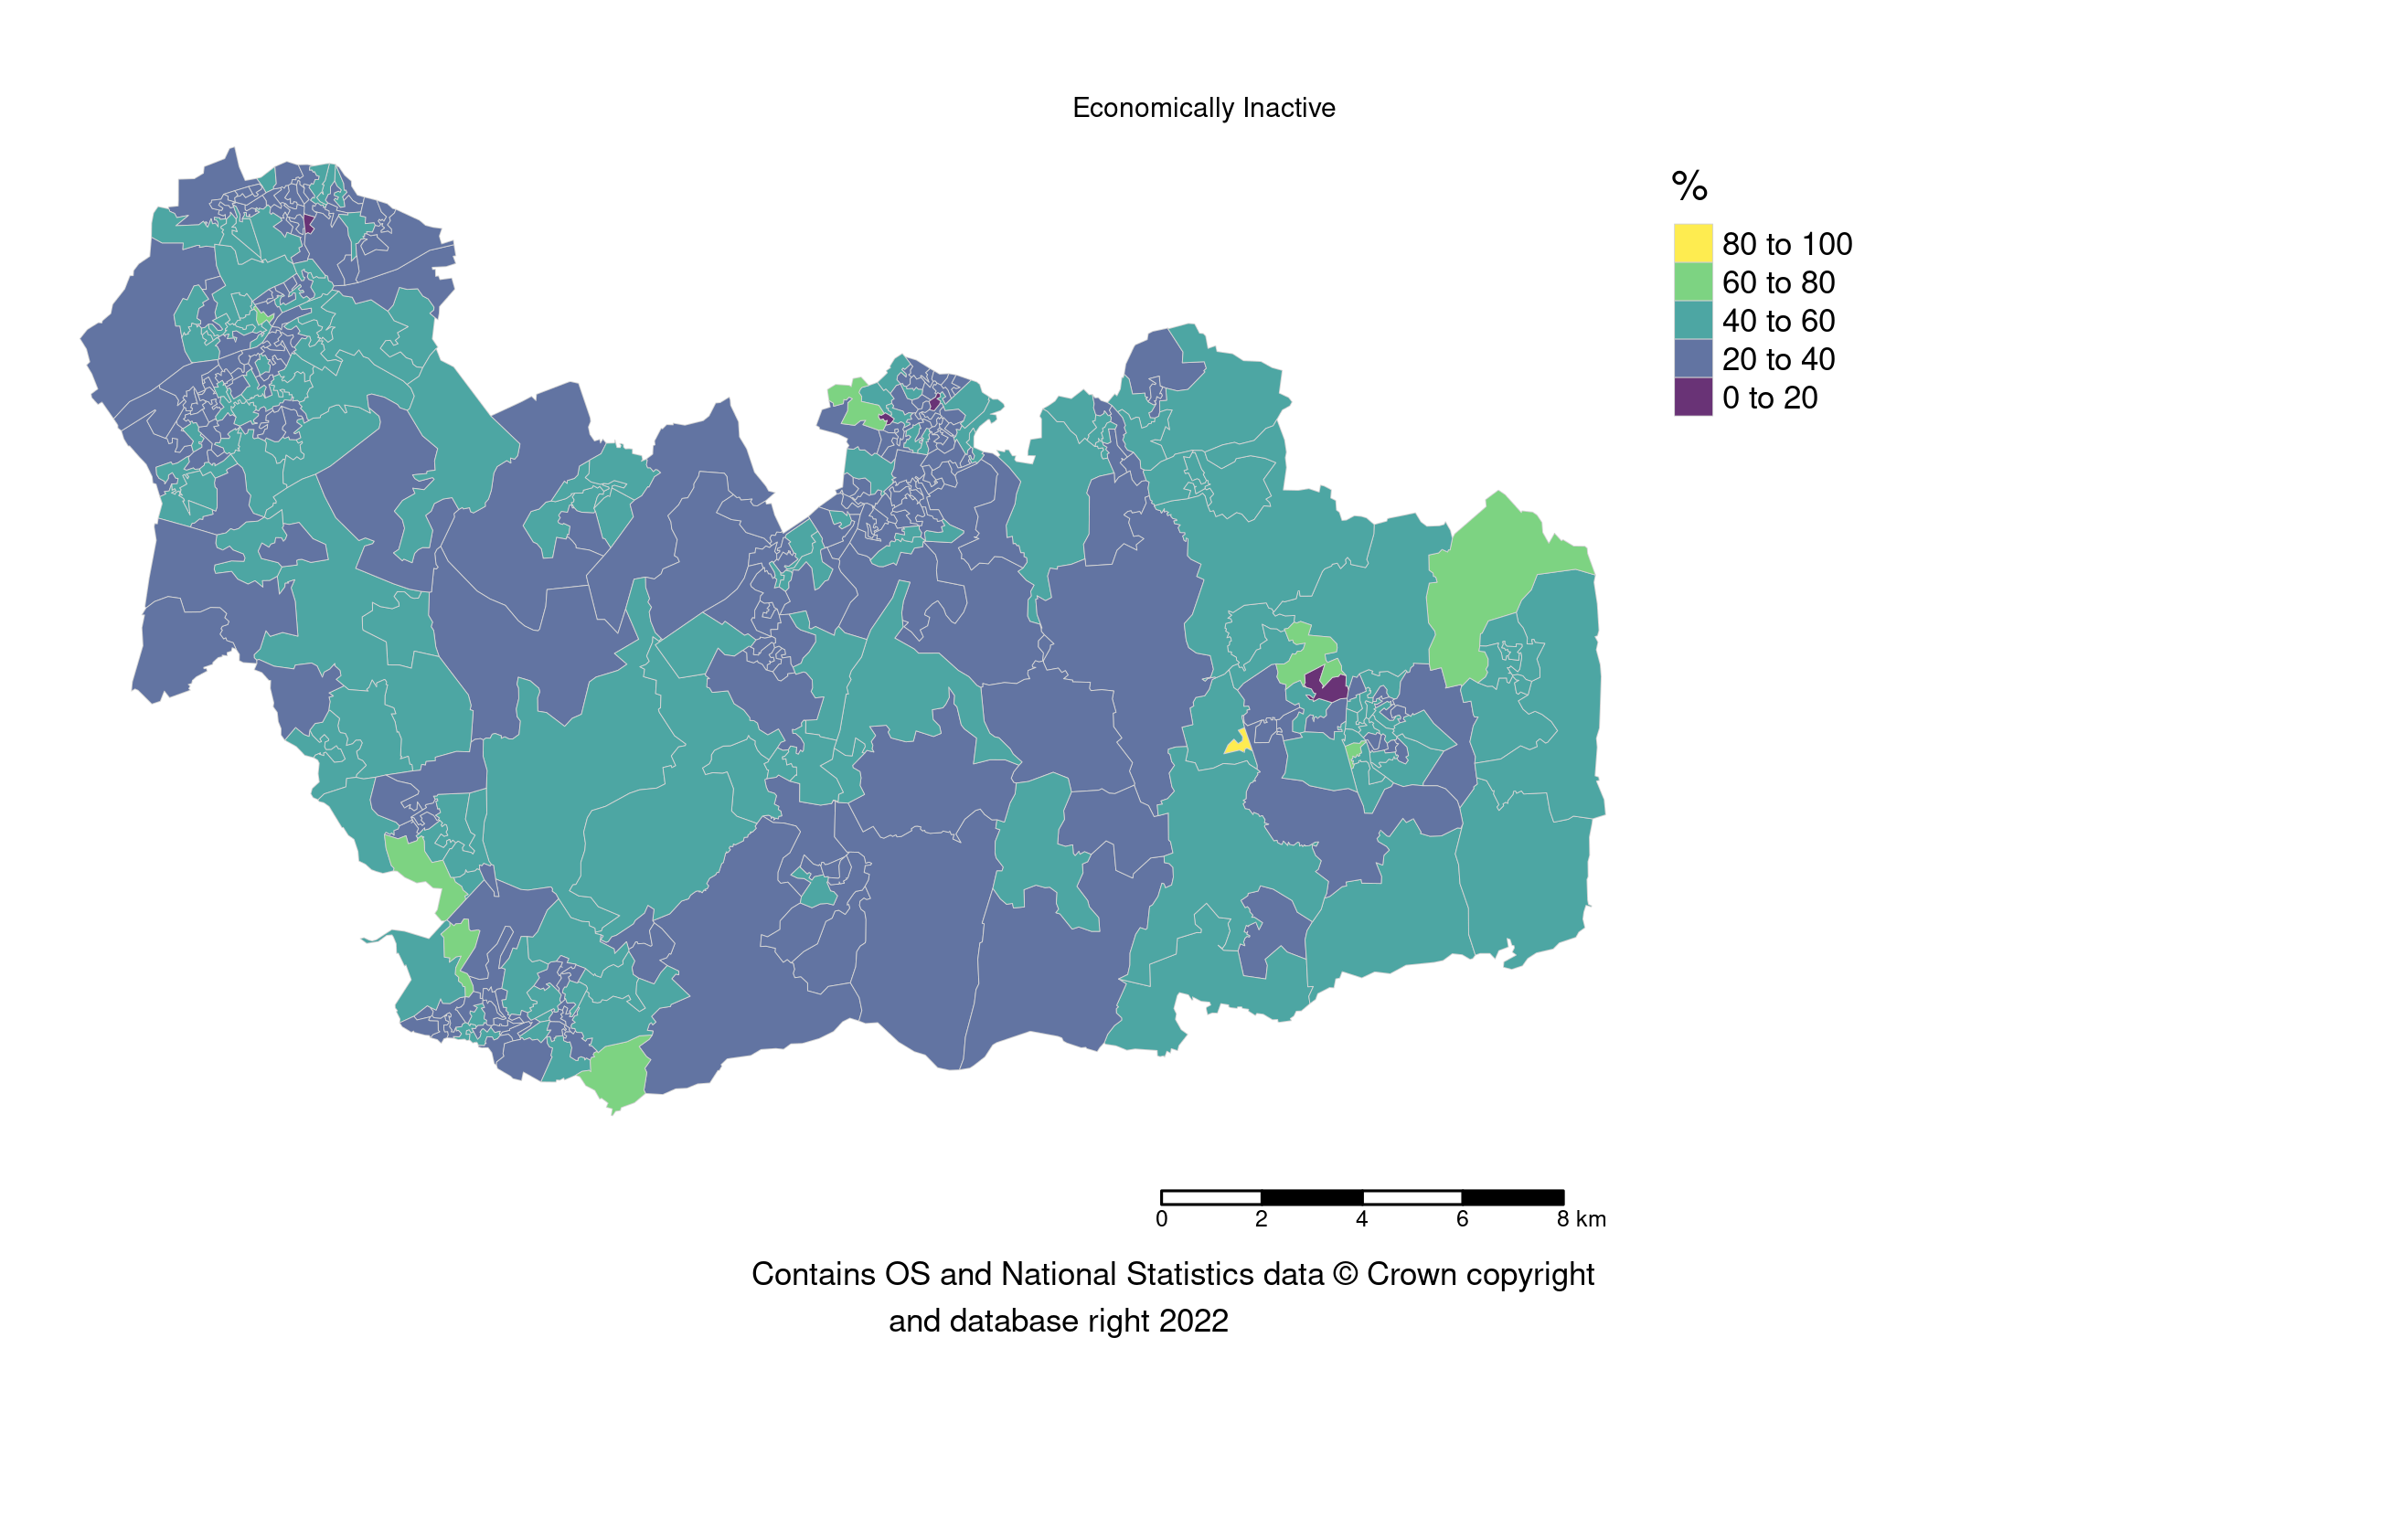 Economically Inactive
%
80 to 100
60 to 80
40 to 60
20 to 40
0 to 20
0 2 4 6 8 km
Contains OS and National Statistics data © Crown copyright
and database right 2022